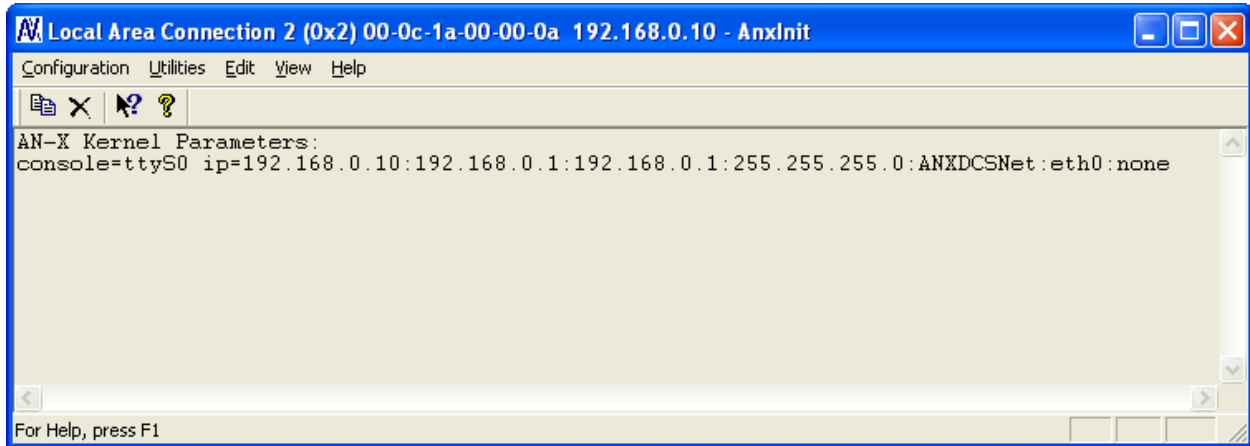 Local Area Connection 2 (0x2) 00-0c-1a-00-00-0a 192.168.0.10 - AnxInit
Configuration Utilities Edit View Help
AN-X Kernel Parameters:
console=ttyS0 ip=192.168.0.10:192.168.0.1:192.168.0.1:255.255.255.0:ANXDCSNet:eth0:none
For Help, press F1